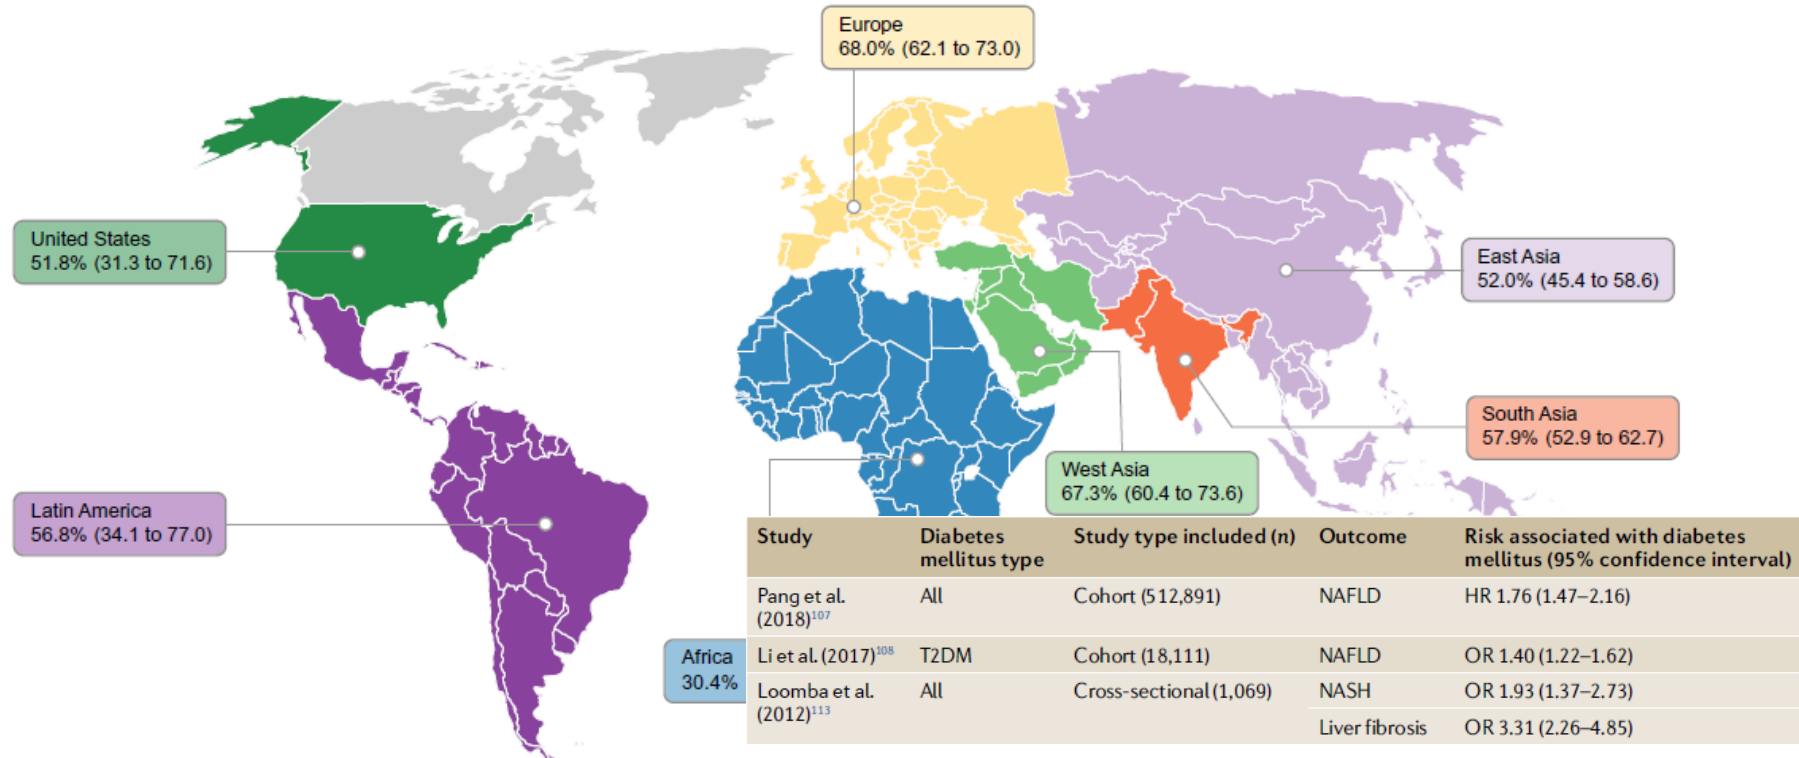 Europe
68.0% (62.1 to 73.0)
United States
51.8% (31.3 to 71.6)
East Asia
52.0% (45.4 to 58.6)
South Asia
57.9% (52.9 to 62.7)
West Asia
67.3% (60.4 to 73.6)
Latin America
56.8% (34.1 to 77.0)
Africa
30.4%
Study Diabetes Study type included (n) Outcome Risk associated with diabetes
mellitus type mellitus (95% confidence interval)
Pang et al. All Cohort (512,891) NAFLD HR 1.76 (1.47–2.16)
(2018)107
Li et al. (2017)108 T2DM Cohort (18,111) NAFLD OR 1.40 (1.22–1.62)
Loomba et al. All Cross-sectional (1,069) NASH OR 1.93 (1.37–2.73)
(2012)113
Liver fibrosis OR 3.31 (2.26–4.85)